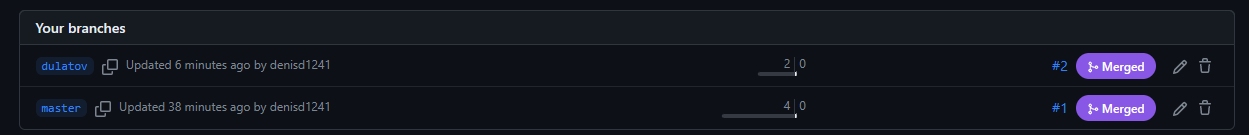 Your branches
dulatov Updated 6 minutes ago by denisd1241 2 0 #2 Merged
master Updated 38 minutes ago by denisd1241 4 0 #1 Merged